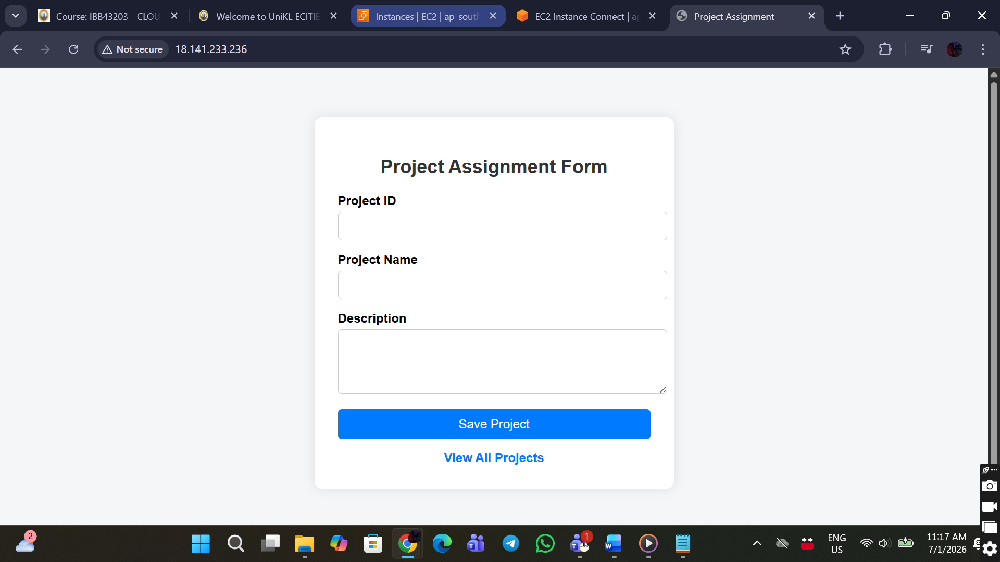 Course: IBB43203 - CLOU
Welcome to UniKL ECITIE
Instances | EC2 | ap-south
EC2 Instance Connect | ap
Project Assignment
Not secure
18.141.233.236
Project Assignment Form
Project ID
Project Name
Description
Save Project
View All Projects
2
1
ENG
US
11:17 AM
7/1/2026